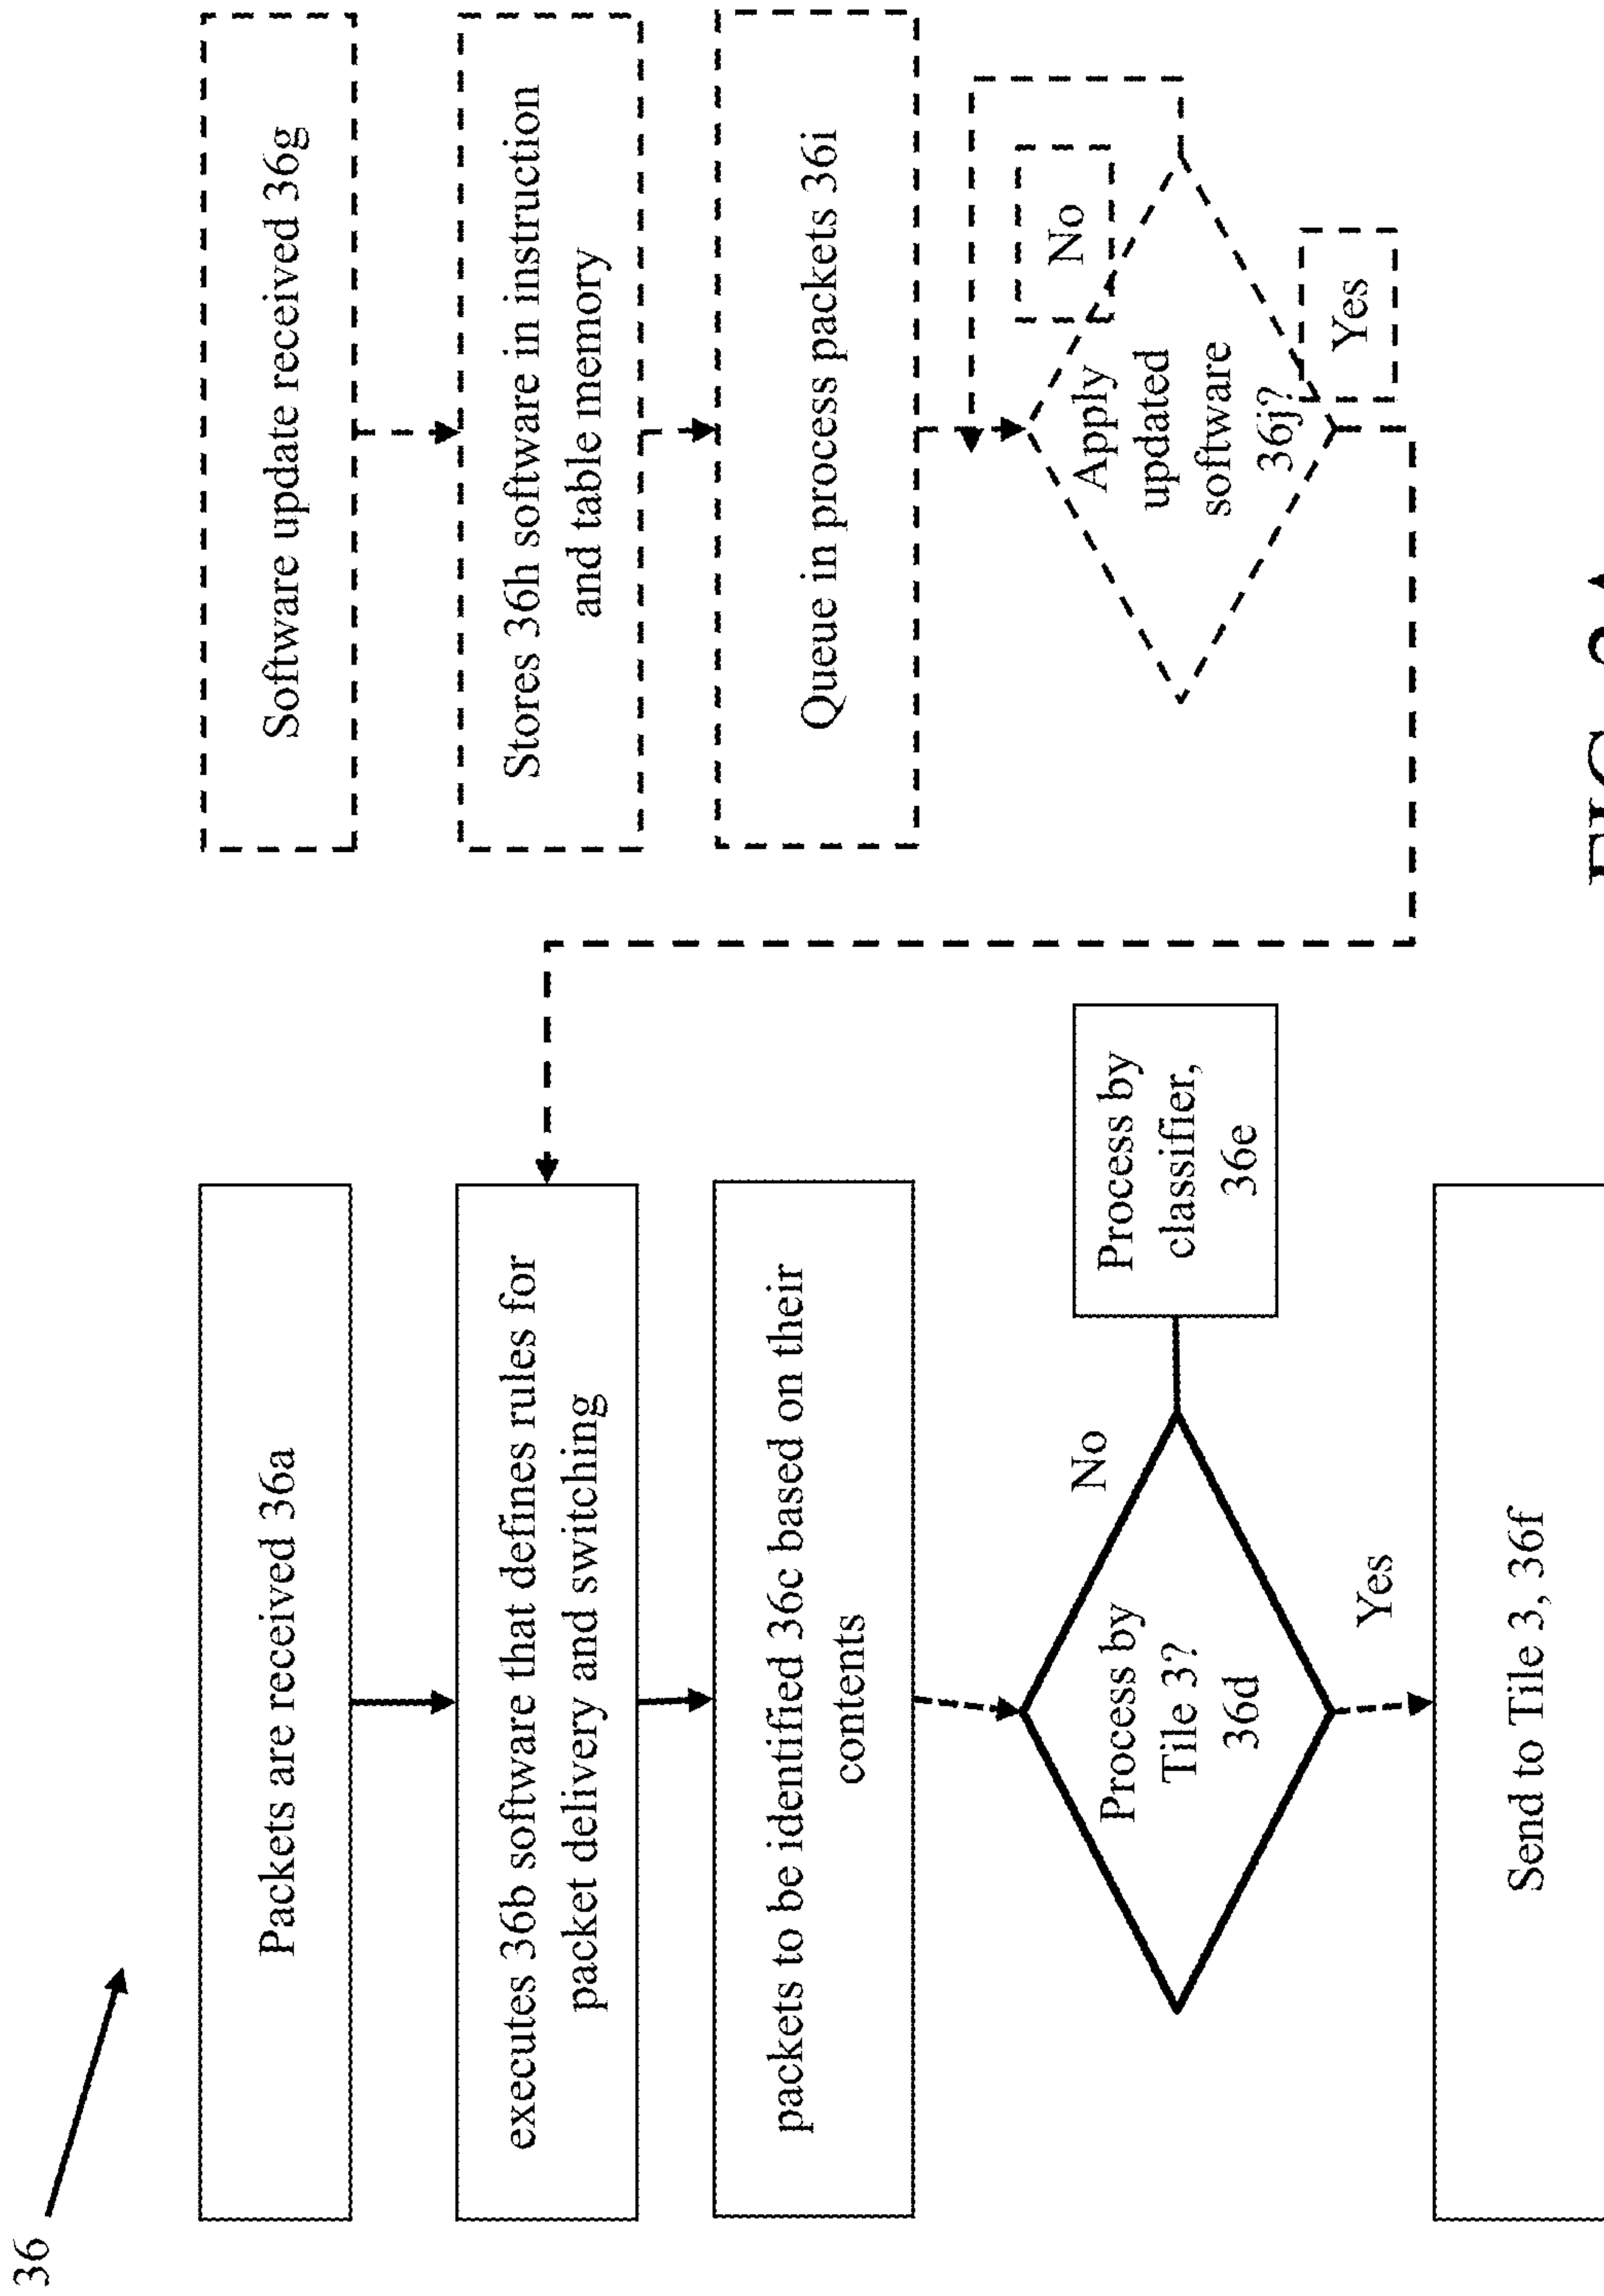 36
Packets are received 36a
executes 36b software that defines rules for
packet delivery and switching
packets to be identified 36c based on their
contents
Process by
Tile 3?
36d
No
Process by
classifier,
36e
Yes
Send to Tile 3, 36f
Software update received 36g
Stores 36h software in instruction
and table memory
Queue in process packets 36i
Apply
updated
software
36j?
No
Yes